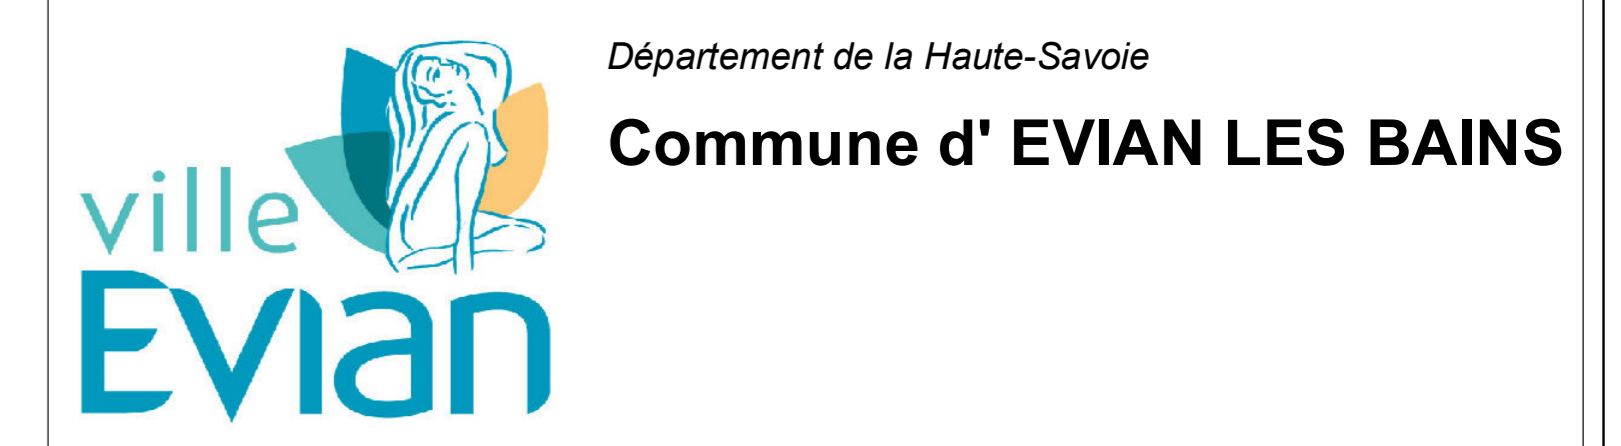 Département de la Haute-Savoie
Commune d' EVIAN LES BAINS
ville
Evian